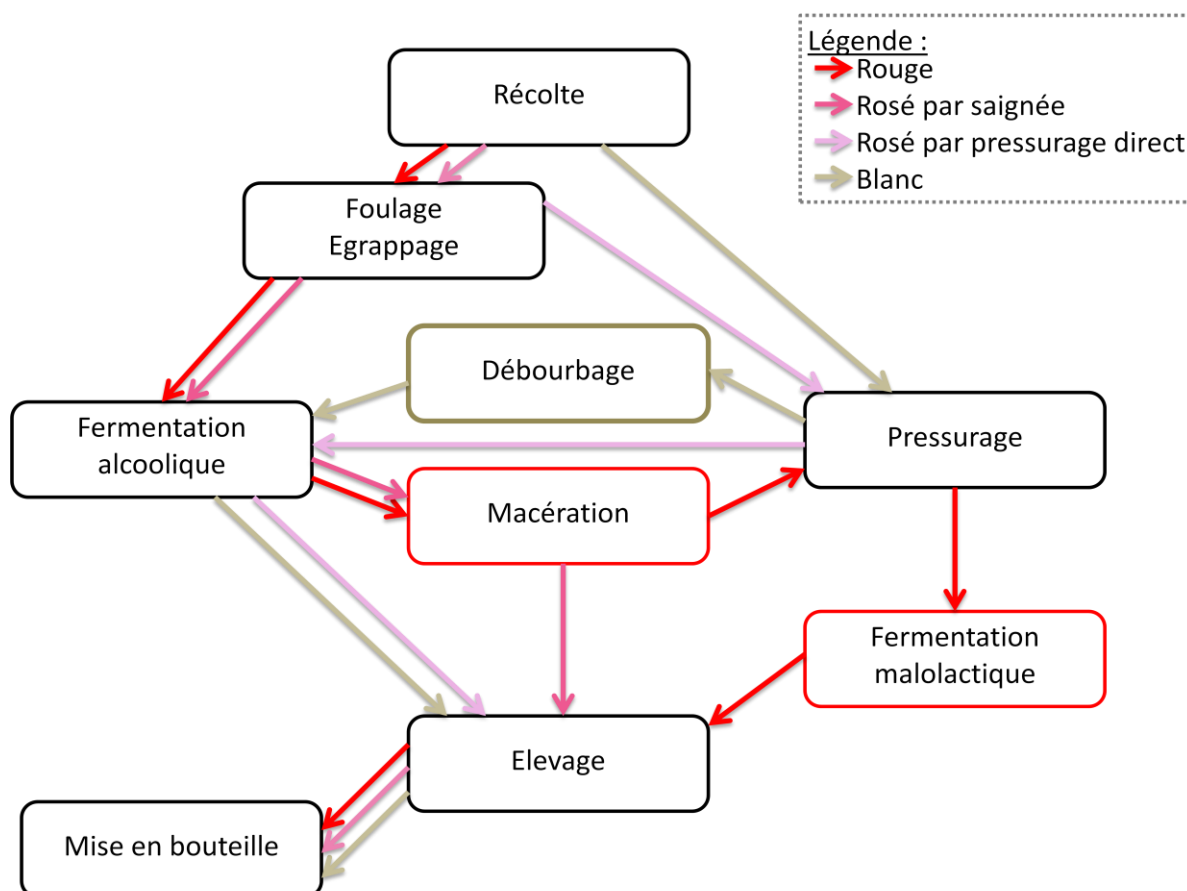 Légende :
Rouge
Rosé par saignée
Rosé par pressurage direct
Blanc
Récolte
Foulage
Egrappage
Débourbage
Fermentation
alcoolique
Pressurage
Macération
Fermentation
malolactique
Elevage
Mise en bouteille